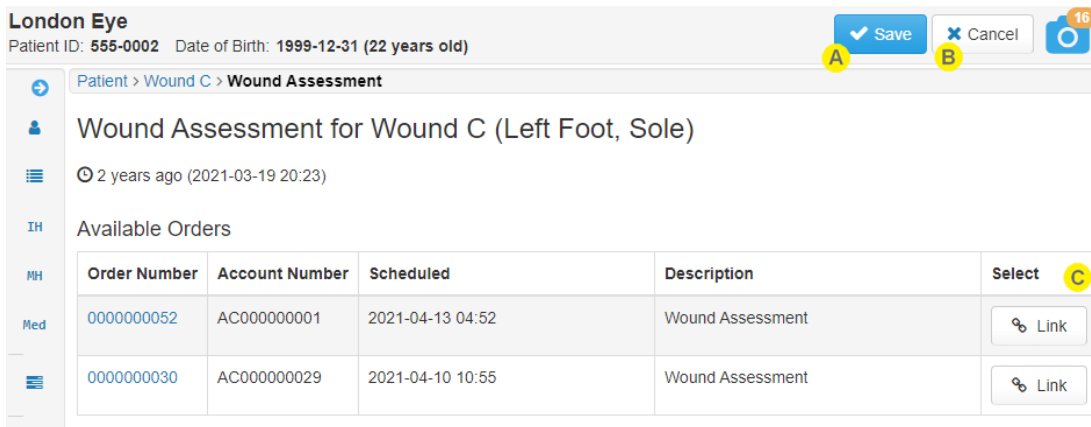 London Eye
Patient ID: 555-0002 Date of Birth: 1999-12-31 (22 years old)
Save
Cancel
16
A
B
Patient > Wound C > Wound Assessment
Wound Assessment for Wound C (Left Foot, Sole)
2 years ago (2021-03-19 20:23)
IH
Available Orders
MH
Order Number Account Number Scheduled Description Select
C
Med
0000000052 AC000000001 2021-04-13 04:52 Wound Assessment Link
0000000030 AC000000029 2021-04-10 10:55 Wound Assessment Link